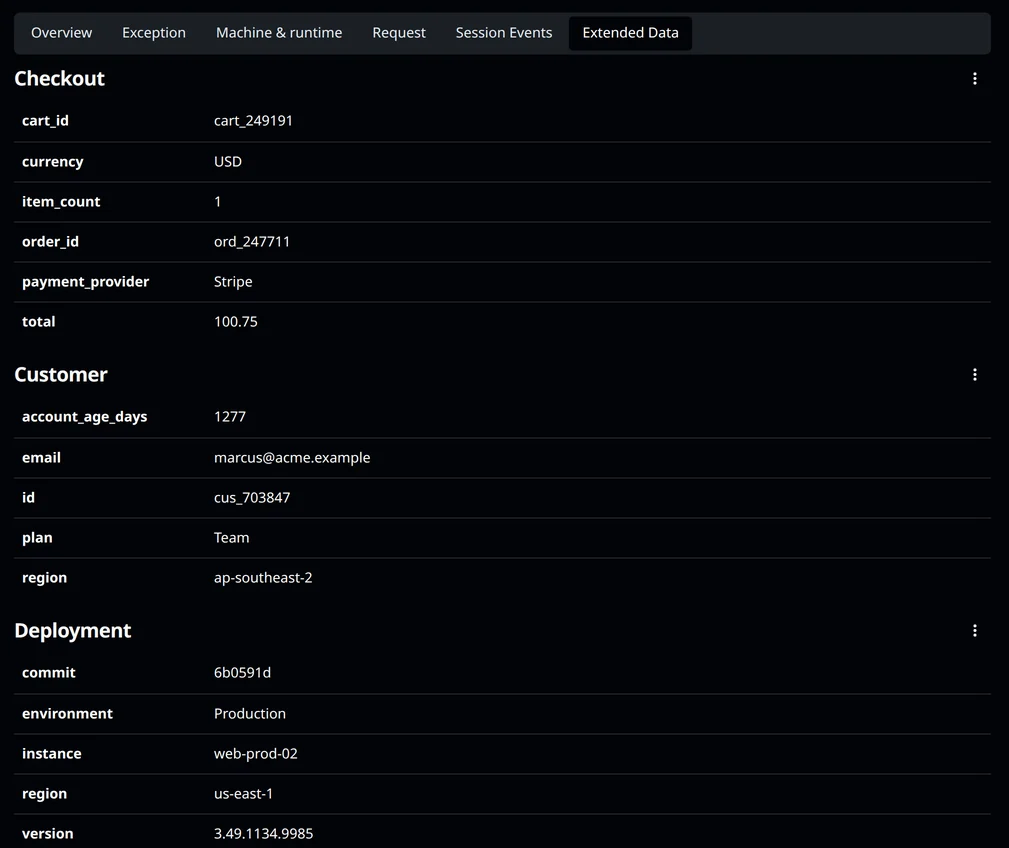 Overview Exception Machine & runtime Request Session Events Extended Data
Checkout
cart_id cart_249191
currency USD
item_count 1
order_id ord_247711
payment_provider Stripe
total 100.75
Customer
account_age_days 1277
email marcus@acme.example
id cus_703847
plan Team
region ap-southeast-2
Deployment
commit 6b0591d
environment Production
instance web-prod-02
region us-east-1
version 3.49.1134.9985